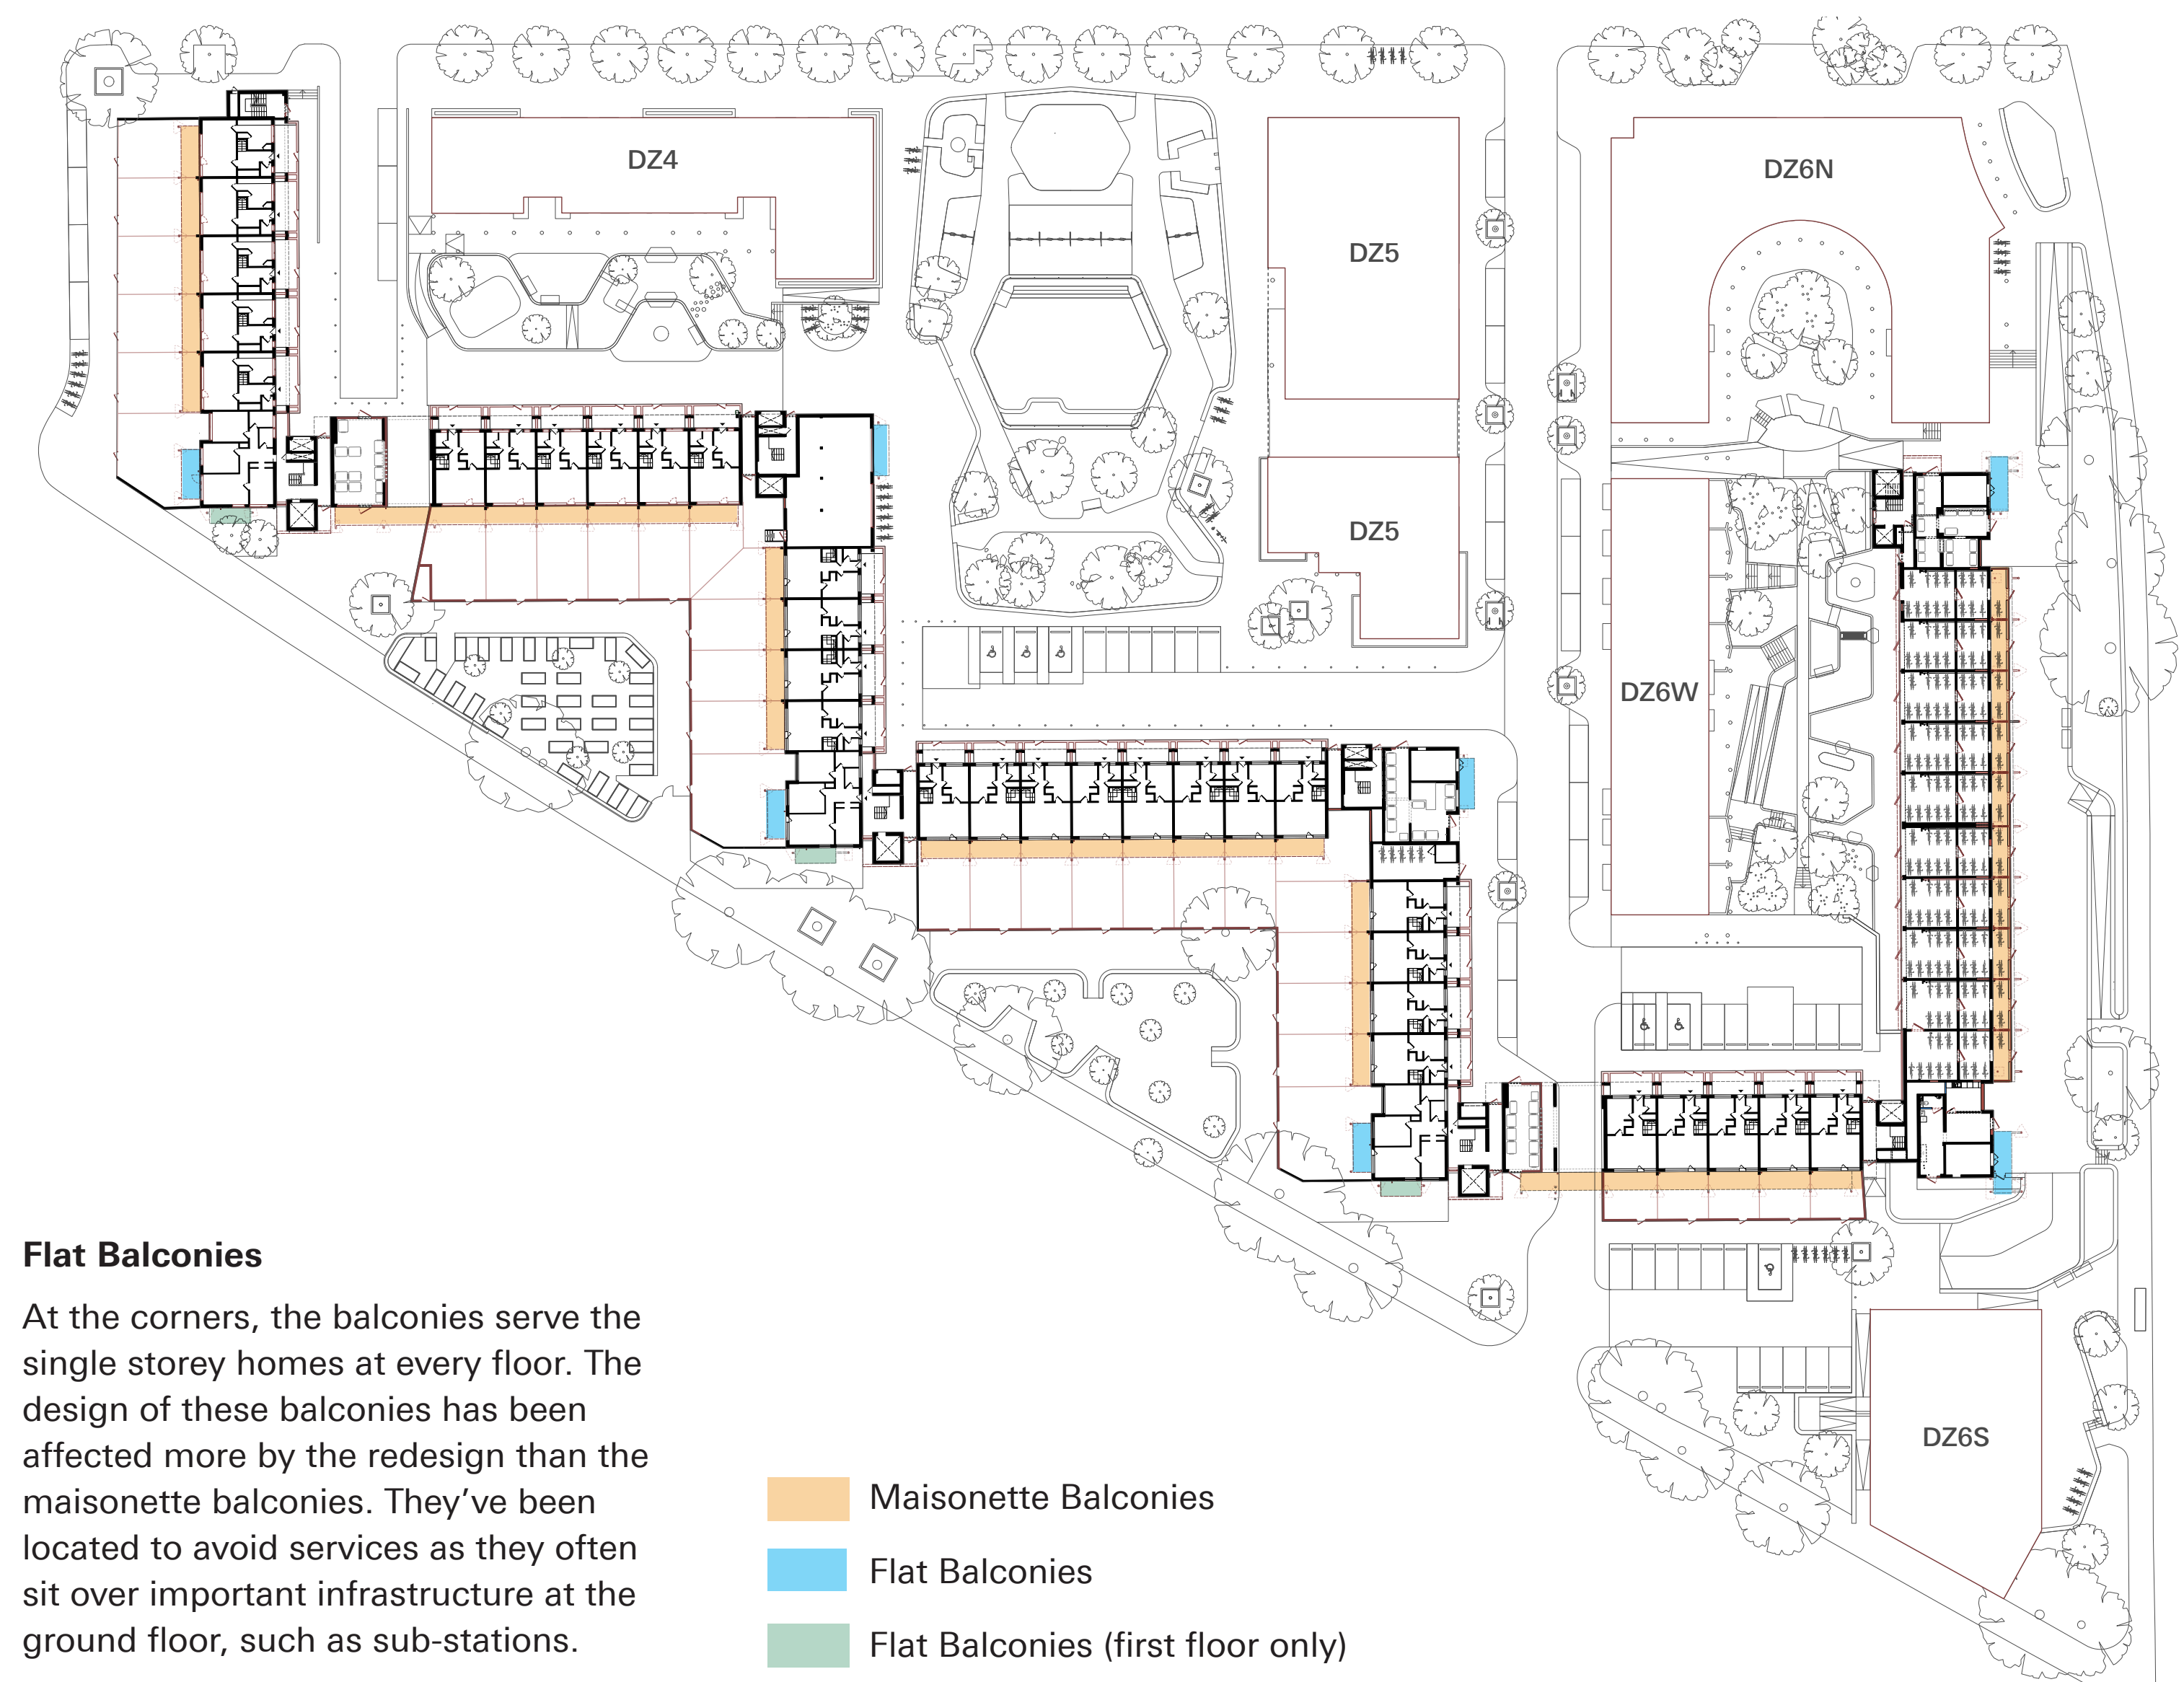 DZ4
DZ5
DZ6N
DZ5
DZ6W
DZ6S
Flat Balconies
At the corners, the balconies serve the
single storey homes at every floor. The
design of these balconies has been
affected more by the redesign than the
maisonette balconies. They’ve been
located to avoid services as they often
sit over important infrastructure at the
ground floor, such as sub-stations.
Maisonette Balconies
Flat Balconies
Flat Balconies (first floor only)